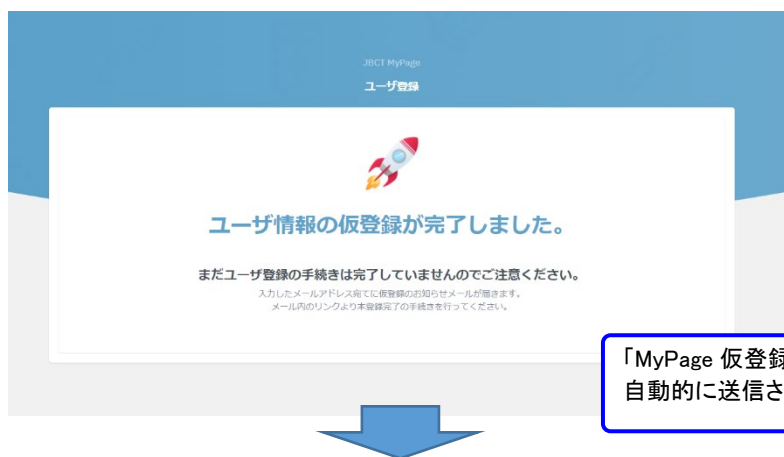 JBCT MyPage
ユーザ登録
ユーザ情報の仮登録が完了しました。
まだユーザ登録の手続きは完了していませんのでご注意ください。
入力したメールアドレス宛てに仮登録のお知らせメールが届きます。
メール内のリンクより本登録完了の手続きを行ってください。
「MyPage 仮登録
自動的に送信さ